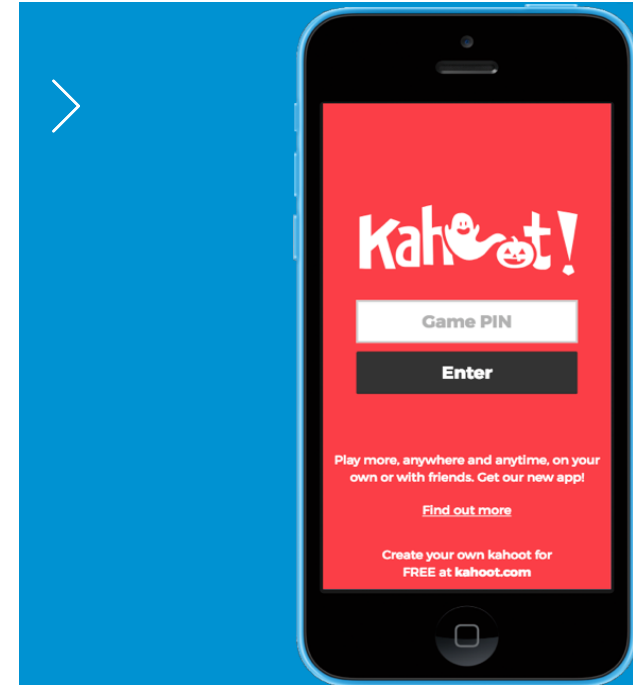 Kahoot!
Game PIN
Enter
Play more, anywhere and anytime, on your
own or with friends. Get our new app!
Find out more
Create your own kahoot for
FREE at kahoot.com